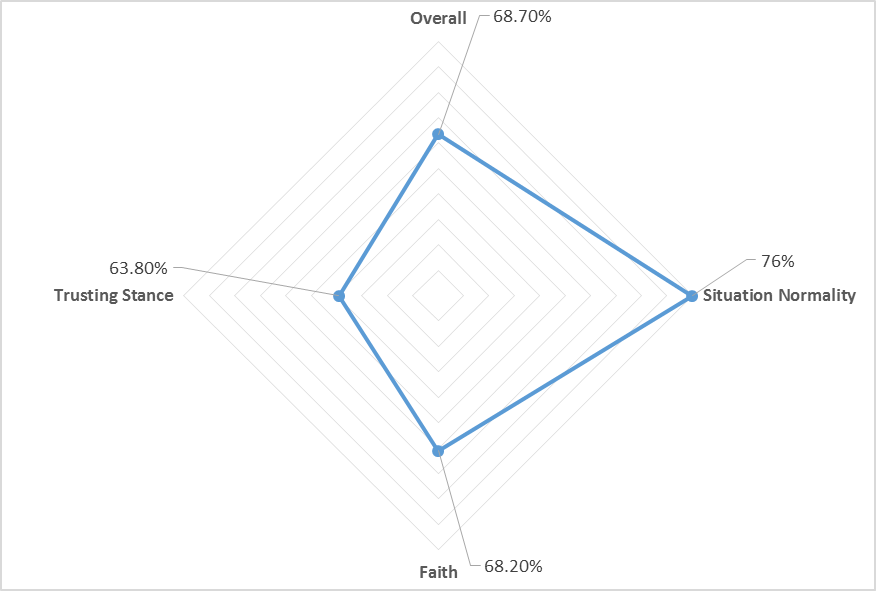 Overall
68.70%
76%
Situation Normality
63.80%
Trusting Stance
68.20%
Faith